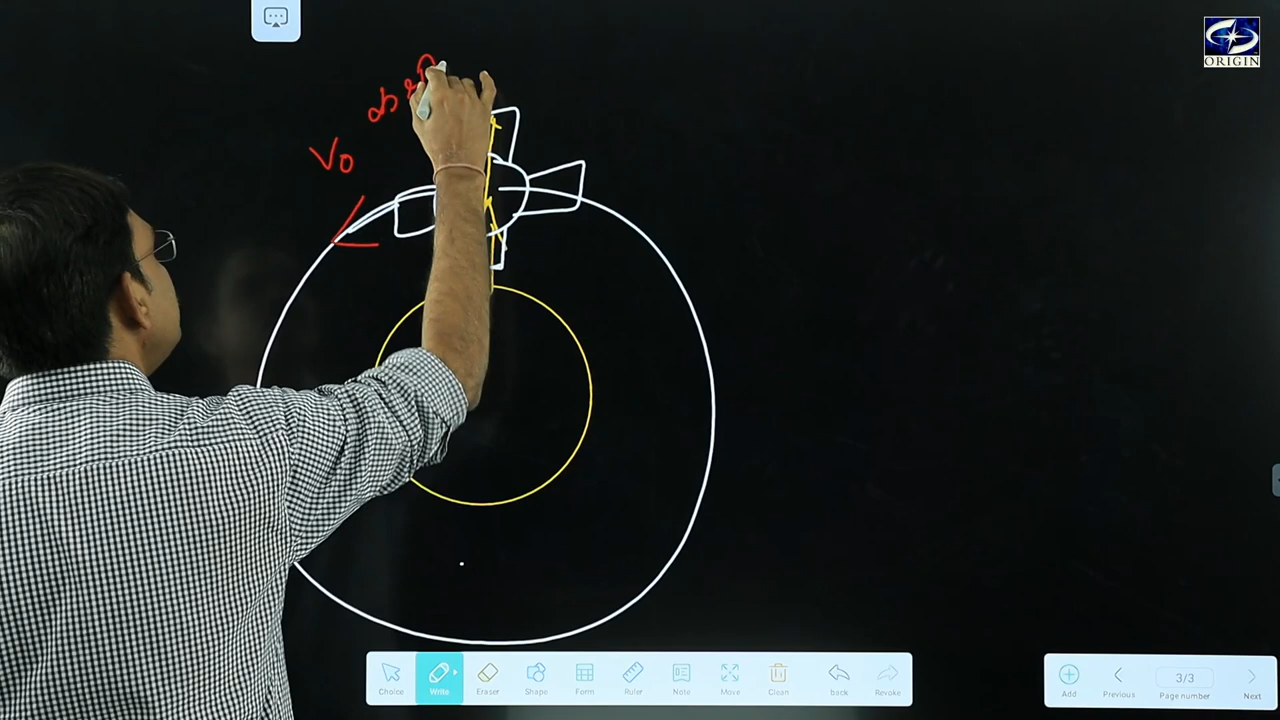 ORIGIN
V₀
Choice
Write
Eraser
Shape
Form
Ruler
Note
Move
Clean
back
Revoke
Add
Previous
3/3
Page number
Next